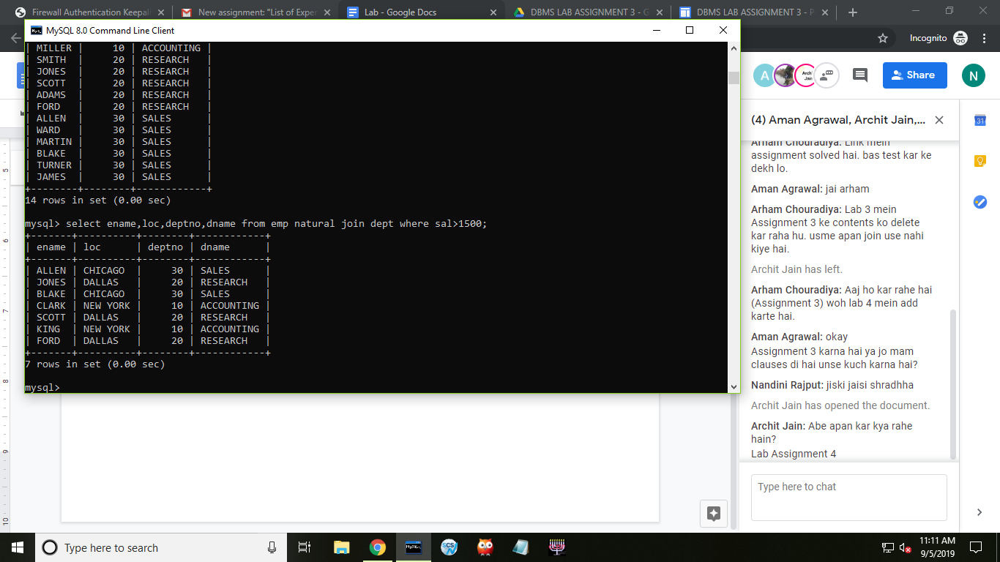 Firewall Authentication Keepali
New assignment: "List of Exper
Lab - Google Docs
DBMS LAB ASSIGNMENT 3 - G
DBMS LAB ASSIGNMENT 3 - P
Incognito
MySQL 8.0 Command Line Client
| MILLER | 10 | ACCOUNTING |
| SMITH | 20 | RESEARCH |
| JONES | 20 | RESEARCH |
| SCOTT | 20 | RESEARCH |
| ADAMS | 20 | RESEARCH |
| FORD | 20 | RESEARCH |
| ALLEN | 30 | SALES |
| WARD | 30 | SALES |
| MARTIN | 30 | SALES |
| BLAKE | 30 | SALES |
| TURNER | 30 | SALES |
| JAMES | 30 | SALES |
+--------+--------+------------+
14 rows in set (0.00 sec)
mysql> select ename,loc,deptno,dname from emp natural join dept where sal>1500;
+-------+----------+--------+------------+
| ename | loc | deptno | dname |
+-------+----------+--------+------------+
| ALLEN | CHICAGO | 30 | SALES |
| JONES | DALLAS | 20 | RESEARCH |
| BLAKE | CHICAGO | 30 | SALES |
| CLARK | NEW YORK | 10 | ACCOUNTING |
| SCOTT | DALLAS | 20 | RESEARCH |
| KING | NEW YORK | 10 | ACCOUNTING |
| FORD | DALLAS | 20 | RESEARCH |
+-------+----------+--------+------------+
7 rows in set (0.00 sec)
mysql>
5
6
7
8
9
10
A
Archit
Jain
Share
N
(4) Aman Agrawal, Archit Jain,...
31
Arham Chouradiya: Link mein
assignment solved hai. bas test kar ke
dekh lo.
Aman Agrawal: jai arham
Arham Chouradiya: Lab 3 mein
Assignment 3 ke contents ko delete
kar raha hu. usme apan join use nahi
kiye hai.
Archit Jain has left.
Arham Chouradiya: Aaj ho kar rahe hai
(Assignment 3) woh lab 4 mein add
karte hai.
Aman Agrawal: okay
Assignment 3 karna hai ya jo mam
clauses di hai unse kuch karna hai?
Nandini Rajput: jiski jaisi shradhha
Archit Jain has opened the document.
Archit Jain: Abe apan kar kya rahe
hain?
Lab Assignment 4
Type here to chat
Type here to search
11:11 AM
9/5/2019